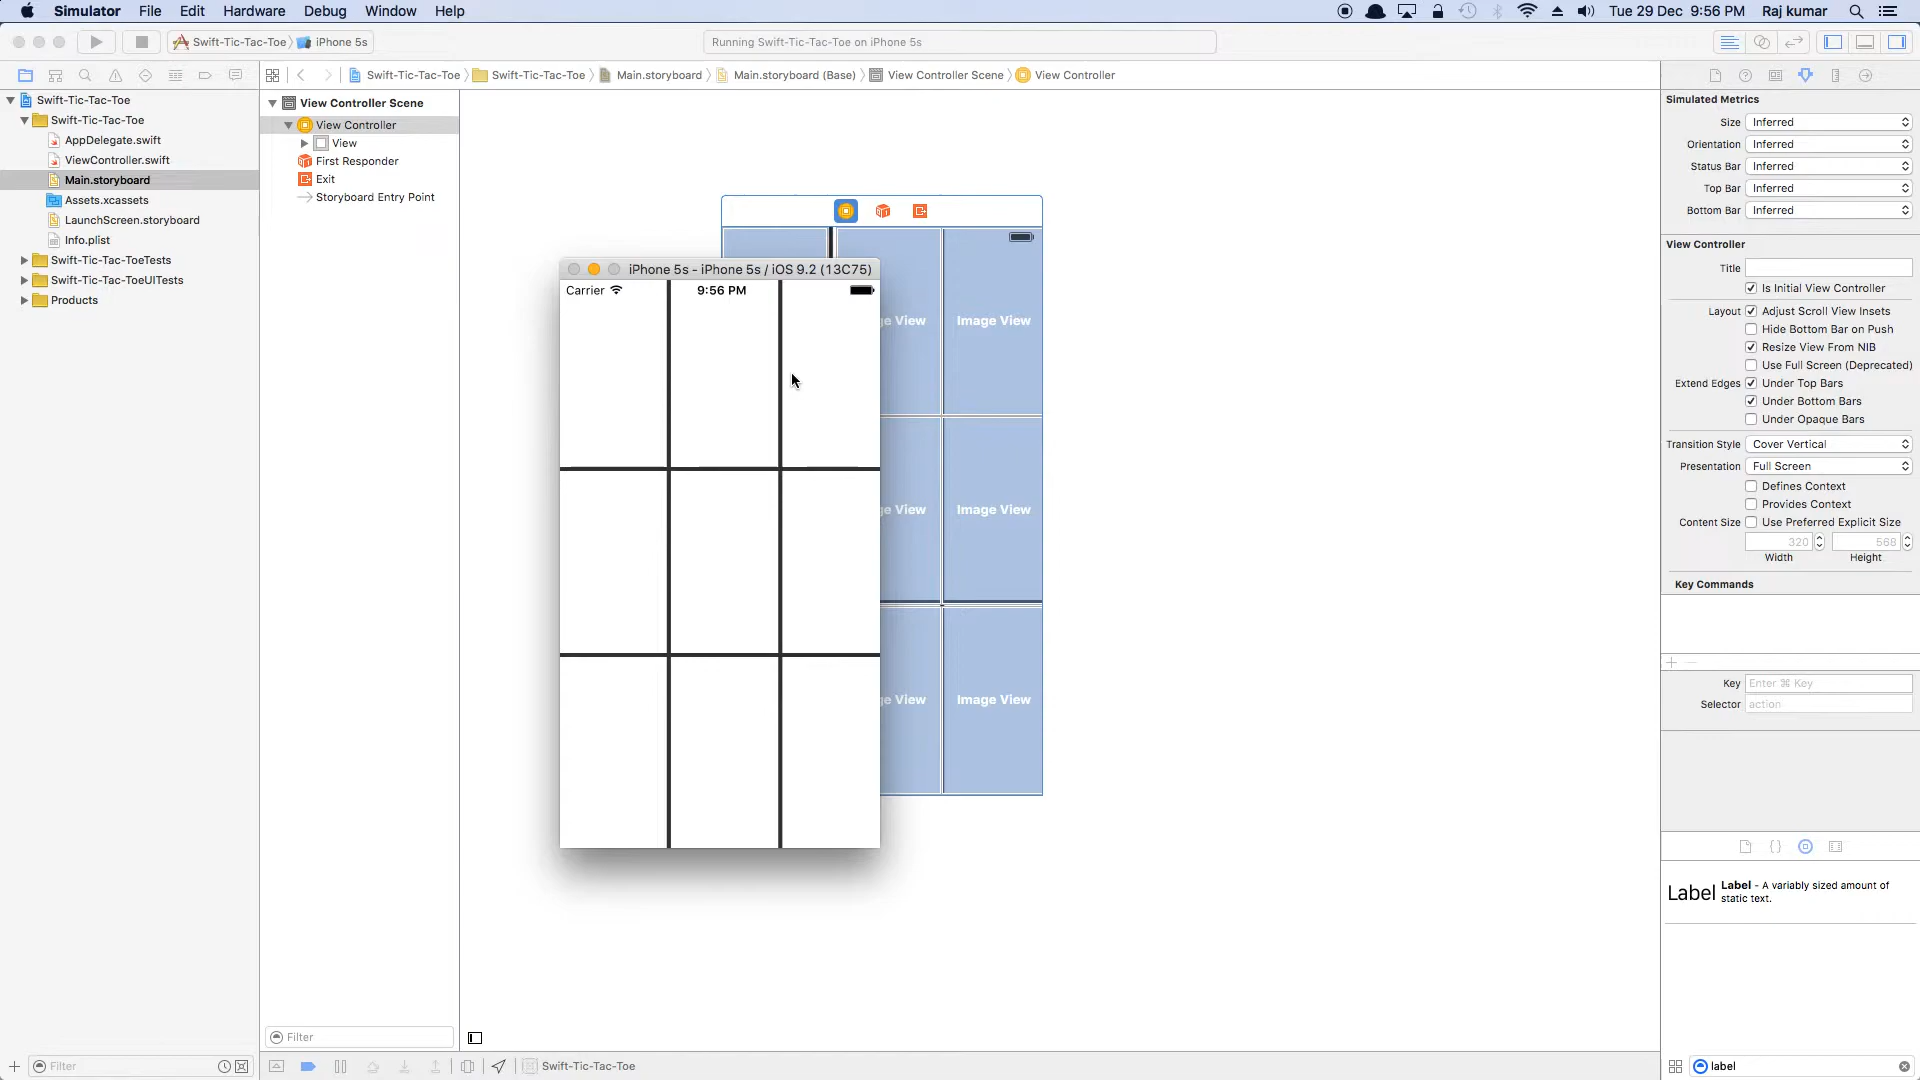 Simulator File Edit Hardware Debug Window Help Tue 29 Dec 9:56 PM Raj kumar
Swift-Tic-Tac-Toe iPhone 5s Running Swift-Tic-Tac-Toe on iPhone 5s
Swift-Tic-Tac-Toe Swift-Tic-Tac-Toe Main.storyboard Main.storyboard (Base) View Controller Scene View Controller
Swift-Tic-Tac-Toe
Swift-Tic-Tac-Toe
AppDelegate.swift
ViewController.swift
Main.storyboard
Assets.xcassets
LaunchScreen.storyboard
Info.plist
Swift-Tic-Tac-ToeTests
Swift-Tic-Tac-ToeUITests
Products
Filter
View Controller Scene
View Controller
View
First Responder
Exit
Storyboard Entry Point
Filter
iPhone 5s - iPhone 5s / iOS 9.2 (13C75)
Carrier 9:56 PM
ge View Image View
ge View Image View
ge View Image View
Swift-Tic-Tac-Toe
Simulated Metrics
Size Inferred
Orientation Inferred
Status Bar Inferred
Top Bar Inferred
Bottom Bar Inferred
View Controller
Title
Is Initial View Controller
Layout Adjust Scroll View Insets
Hide Bottom Bar on Push
Resize View From NIB
Use Full Screen (Deprecated)
Extend Edges Under Top Bars
Under Bottom Bars
Under Opaque Bars
Transition Style Cover Vertical
Presentation Full Screen
Defines Context
Provides Context
Content Size Use Preferred Explicit Size
320 568
Width Height
Key Commands
Key Enter ⌘ Key
Selector action
Label Label - A variably sized amount of
static text.
label